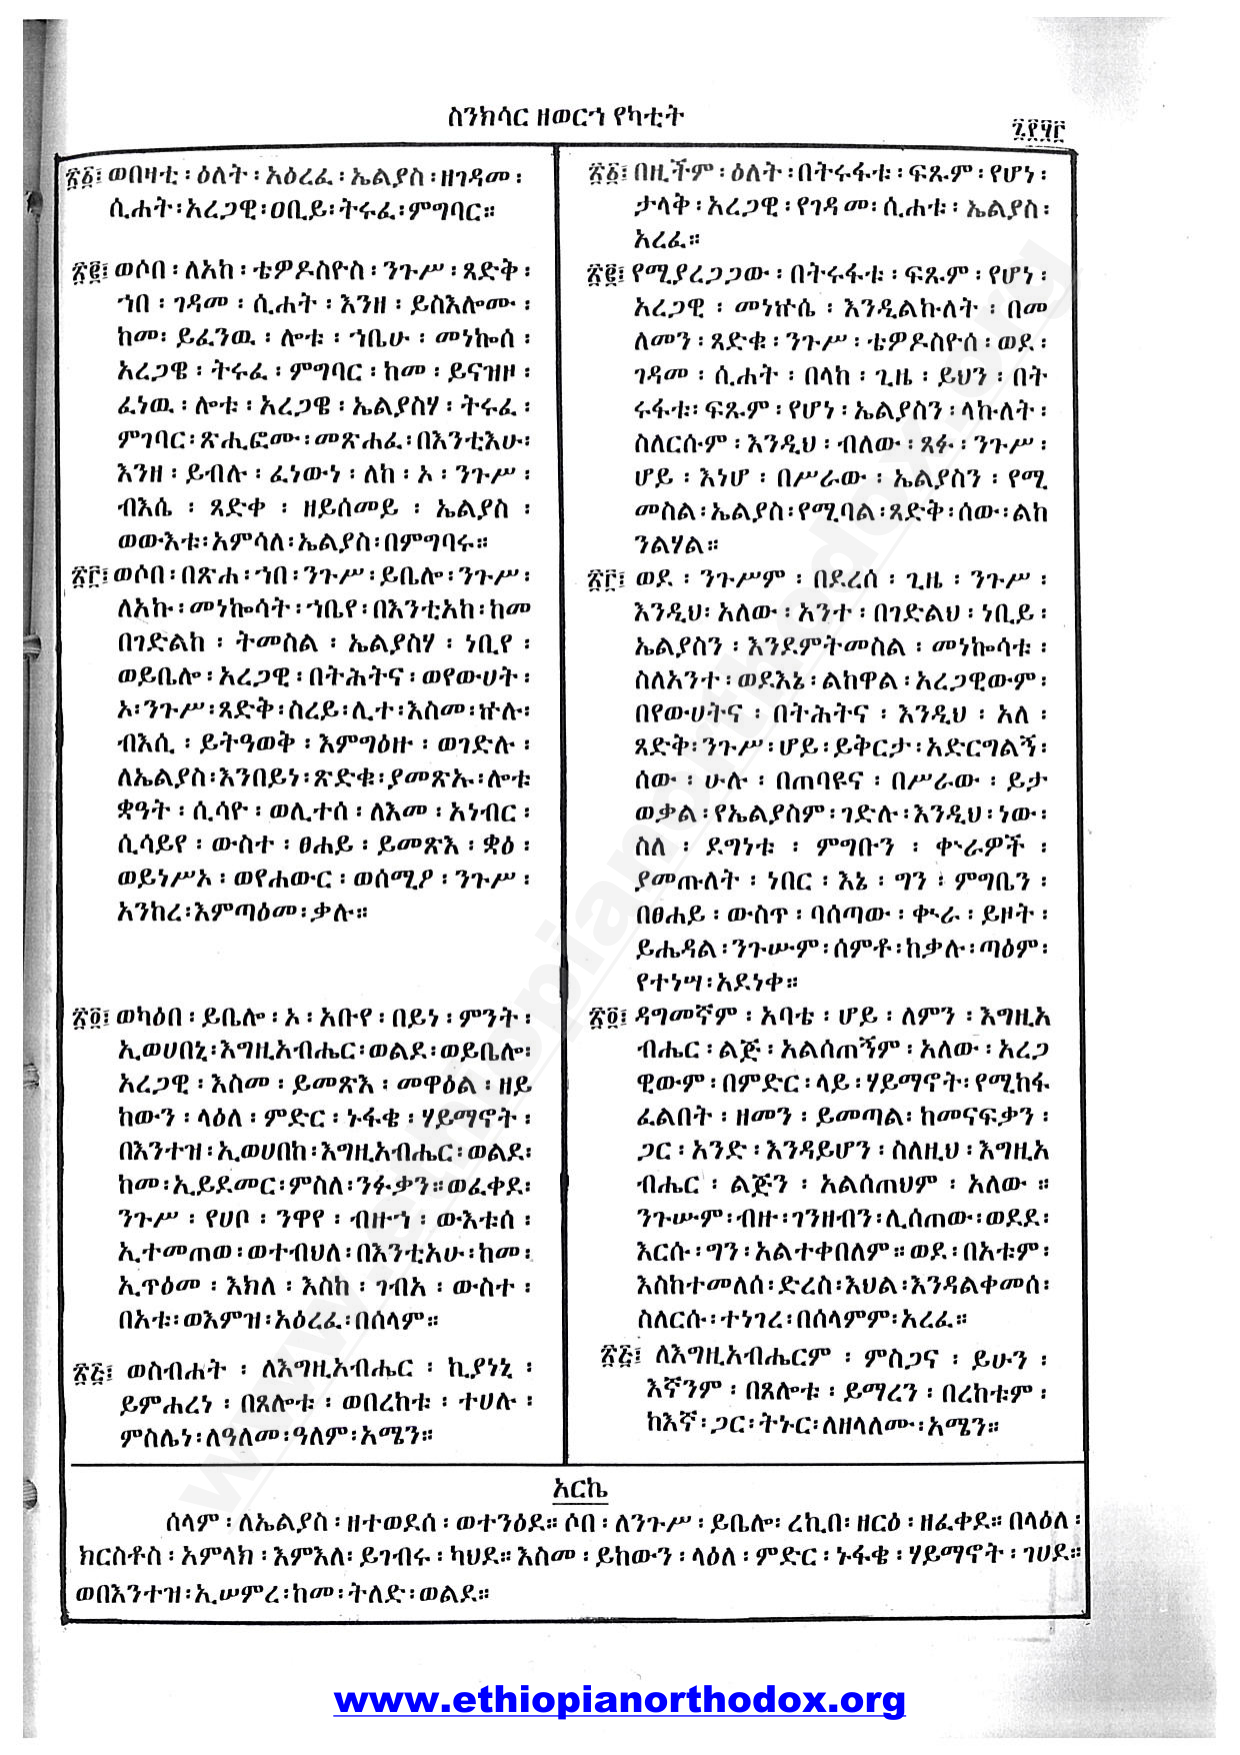 ስንክሳር ዘወርኀ የካቲት
፳፩፤ ወበዛቲ ፡ ዕለት ፡ አዕረፈ ፡ ኤልያስ ፡ ዘገዳመ ፡
ሲሐት ፡ አረጋዊ ፡ ዐቢይ ፡ ትሩፈ ፡ ምግባር ።
፳፪፤ ወሶበ ፡ ለአከ ፡ ቴዎዶስዮስ ፡ ንጉሥ ፡ ጻድቅ ፡
ኀበ ፡ ገዳመ ፡ ሲሐት ፡ እንዘ ፡ ይስእሎሙ ፡
ከመ ፡ ይፈንዉ ፡ ሎቱ ፡ ኀቤሁ ፡ መነኰሰ ፡
አረጋዌ ፡ ትሩፈ ፡ ምግባር ፡ ከመ ፡ ይናዝዞ ፡
ፈነዉ ፡ ሎቱ ፡ አረጋዌ ፡ ኤልያስሃ ፡ ትሩፈ ፡
ምገባር ፡ ጽሒፎሙ ፡ መጽሐፈ ፡ በእንቲእሁ ፡
እንዘ ፡ ይብሉ ፡ ፈነውነ ፡ ለከ ፡ ኦ ፡ ንጉሥ ፡
ብእሴ ፡ ጻድቀ ፡ ዘይሰመይ ፡ ኤልያስ ፡
ወውእቱ ፡ አምሳለ ፡ ኤልያስ ፡ በምግባሩ ።
፳፫፤ ወሶበ ፡ በጽሐ ፡ ኀበ ፡ ንጉሥ ፡ ይቤሎ ፡ ንጉሥ ፡
ለአኩ ፡ መነኰሳት ፡ ኀቤየ ፡ በእንቲአከ ፡ ከመ
በገድልከ ፡ ትመስል ፡ ኤልያስሃ ፡ ነቢየ ፡
ወይቤሎ ፡ አረጋዊ ፡ በትሕትና ፡ ወየውሀት ፡
ኦ ፡ ንጉሥ ፡ ጻድቅ ፡ ስረይ ፡ ሊተ ፡ እስመ ፡ ኵሉ ፡
ብእሲ ፡ ይትዓወቅ ፡ እምግዕዙ ፡ ወገድሉ ፡
ለኤልያስ ፡ እንበይነ ፡ ጽድቁ ፡ ያመጽኡ ፡ ሎቱ
ቋዓት ፡ ሲሳዮ ፡ ወሊተሰ ፡ ለእመ ፡ አነብር ፡
ሲሳይየ ፡ ውስተ ፡ ፀሐይ ፡ ይመጽእ ፡ ቋዕ ፡
ወይነሥኦ ፡ ወየሐውር ፡ ወሰሚዖ ፡ ንጉሥ ፡
አንከረ ፡ እምጣዕመ ፡ ቃሉ ።
፳፬፤ ወካዕበ ፡ ይቤሎ ፡ ኦ ፡ አቡየ ፡ በይነ ፡ ምንት ፡
ኢወሀበኒ ፡ እግዚአብሔር ፡ ወልደ ፡ ወይቤሎ ፡
አረጋዊ ፡ እስመ ፡ ይመጽእ ፡ መዋዕል ፡ ዘይ
ከውን ፡ ላዕለ ፡ ምድር ፡ ኑፋቄ ፡ ሃይማኖት ፡
በእንተዝ ፡ ኢወሀበከ ፡ እግዚአብሔር ፡ ወልደ ፡
ከመ ፡ ኢይደመር ፡ ምስለ ፡ ንፉቃን ። ወፈቀደ ፡
ንጉሥ ፡ የሀቦ ፡ ንዋየ ፡ ብዙኀ ፡ ውእቱሰ ፡
ኢተመጠወ ፡ ወተብህለ ፡ በእንቲአሁ ፡ ከመ ፡
ኢጥዕመ ፡ እክለ ፡ እስከ ፡ ገብአ ፡ ውስተ ፡
በአቱ ፡ ወእምዝ ፡ አዕረፈ ፡ በሰላም ።
፳፭፤ ወስብሐት ፡ ለእግዚአብሔር ፡ ኪያነኒ ፡
ይምሐረነ ፡ በጸሎቱ ፡ ወበረከቱ ፡ ተሀሉ ፡
ምስሌነ ፡ ለዓለመ ፡ ዓለም ፡ አሜን ።
፳፩፤ በዚችም ፡ ዕለት ፡ በትሩፋቱ ፡ ፍጹም ፡ የሆነ ፡
ታላቅ ፡ አረጋዊ ፡ የገዳመ ፡ ሲሐቱ ፡ ኤልያስ ፡
አረፈ ።
፳፪፤ የሚያረጋጋው ፡ በትሩፋቱ ፡ ፍጹም ፡ የሆነ ፡
አረጋዊ ፡ መነኵሴ ፡ እንዲልኩለት ፡ በመ
ለመን ፡ ጻድቁ ፡ ንጉሥ ፡ ቴዎዶስዮስ ፡ ወደ ፡
ገዳመ ፡ ሲሐት ፡ በላከ ፡ ጊዜ ፡ ይህን ፡ በት
ሩፋቱ ፡ ፍጹም ፡ የሆነ ፡ ኤልያስን ፡ ላኩለት ፡
ስለርሱም ፡ እንዲህ ፡ ብለው ፡ ጻፉ ፡ ንጉሥ ፡
ሆይ ፡ እነሆ ፡ በሥራው ፡ ኤልያስን ፡ የሚ
መስል ፡ ኤልያስ ፡ የሚባል ፡ ጻድቅ ፡ ሰው ፡ ልከ
ንልሃል ።
፳፫፤ ወደ ፡ ንጉሥም ፡ በደረሰ ፡ ጊዜ ፡ ንጉሥ ፡
እንዲህ ፡ አለው ፡ አንተ ፡ በገድልህ ፡ ነቢይ ፡
ኤልያስን ፡ እንደምትመስል ፡ መነኰሳቱ ፡
ስለአንተ ፡ ወደእኔ ፡ ልከዋል ፡ አረጋዊውም ፡
በየውሀትና ፡ በትሕትና ፡ እንዲህ ፡ አለ ፡
ጻድቅ ፡ ንጉሥ ፡ ሆይ ፡ ይቅርታ ፡ አድርግልኝ ፡
ሰው ፡ ሁሉ ፡ በጠባዩና ፡ በሥራው ፡ ይታ
ወቃል ፡ የኤልያስም ፡ ገድሉ ፡ እንዲህ ፡ ነው ፡
ስለ ፡ ደግነቱ ፡ ምግቡን ፡ ቍራዎች ፡
ያመጡለት ፡ ነበር ፡ እኔ ፡ ግን ፡ ምግቤን ፡
በፀሐይ ፡ ውስጥ ፡ ባሰጣው ፡ ቍራ ፡ ይዞት ፡
ይሔዳል ፡ ንጉሡም ፡ ሰምቶ ፡ ከቃሉ ፡ ጣዕም ፡
የተነሣ ፡ አደነቀ ።
፳፬፤ ዳግመኛም ፡ አባቴ ፡ ሆይ ፡ ለምን ፡ እግዚአ
ብሔር ፡ ልጅ ፡ አልሰጠኝም ፡ አለው ፡ አረጋ
ዊውም ፡ በምድር ፡ ላይ ፡ ሃይማኖት ፡ የሚከፋ
ፈልበት ፡ ዘመን ፡ ይመጣል ፡ ከመናፍቃን ፡
ጋር ፡ አንድ ፡ እንዳይሆን ፡ ስለዚህ ፡ እግዚአ
ብሔር ፡ ልጅን ፡ አልሰጠህም ፡ አለው ።
ንጉሡም ፡ ብዙ ፡ ገንዘብን ፡ ሊሰጠው ፡ ወደደ ፡
እርሱ ፡ ግን ፡ አልተቀበለም ። ወደ ፡ በአቱም ፡
እስከተመለሰ ፡ ድረስ ፡ እህል ፡ እንዳልቀመሰ ፡
ስለርሱ ፡ ተነገረ ፡ በሰላምም ፡ አረፈ ።
፳፭፤ ለእግዚአብሔርም ፡ ምስጋና ፡ ይሁን ፡
እኛንም ፡ በጸሎቱ ፡ ይማረን ፡ በረከቱም ፡
ከእኛ ፡ ጋር ፡ ትኑር ፡ ለዘላለሙ ፡ አሜን ።
አርኬ
ሰላም ፡ ለኤልያስ ፡ ዘተወደሰ ፡ ወተንዕደ ። ሶበ ፡ ለንጉሥ ፡ ይቤሎ ፡ ረኪበ ፡ ዘርዕ ፡ ዘፈቀደ ። በላዕለ ፡
ክርስቶስ ፡ አምላክ ፡ እምእለ ፡ ይገብሩ ፡ ካህደ ። እስመ ፡ ይከውን ፡ ላዕለ ፡ ምድር ፡ ኑፋቄ ፡ ሃይማኖት ፡ ገሀደ ።
ወበእንተዝ ፡ ኢሠምረ ፡ ከመ ፡ ትለድ ፡ ወልደ ።
www.ethiopianorthodox.org
www.ethiopianorthodox.org